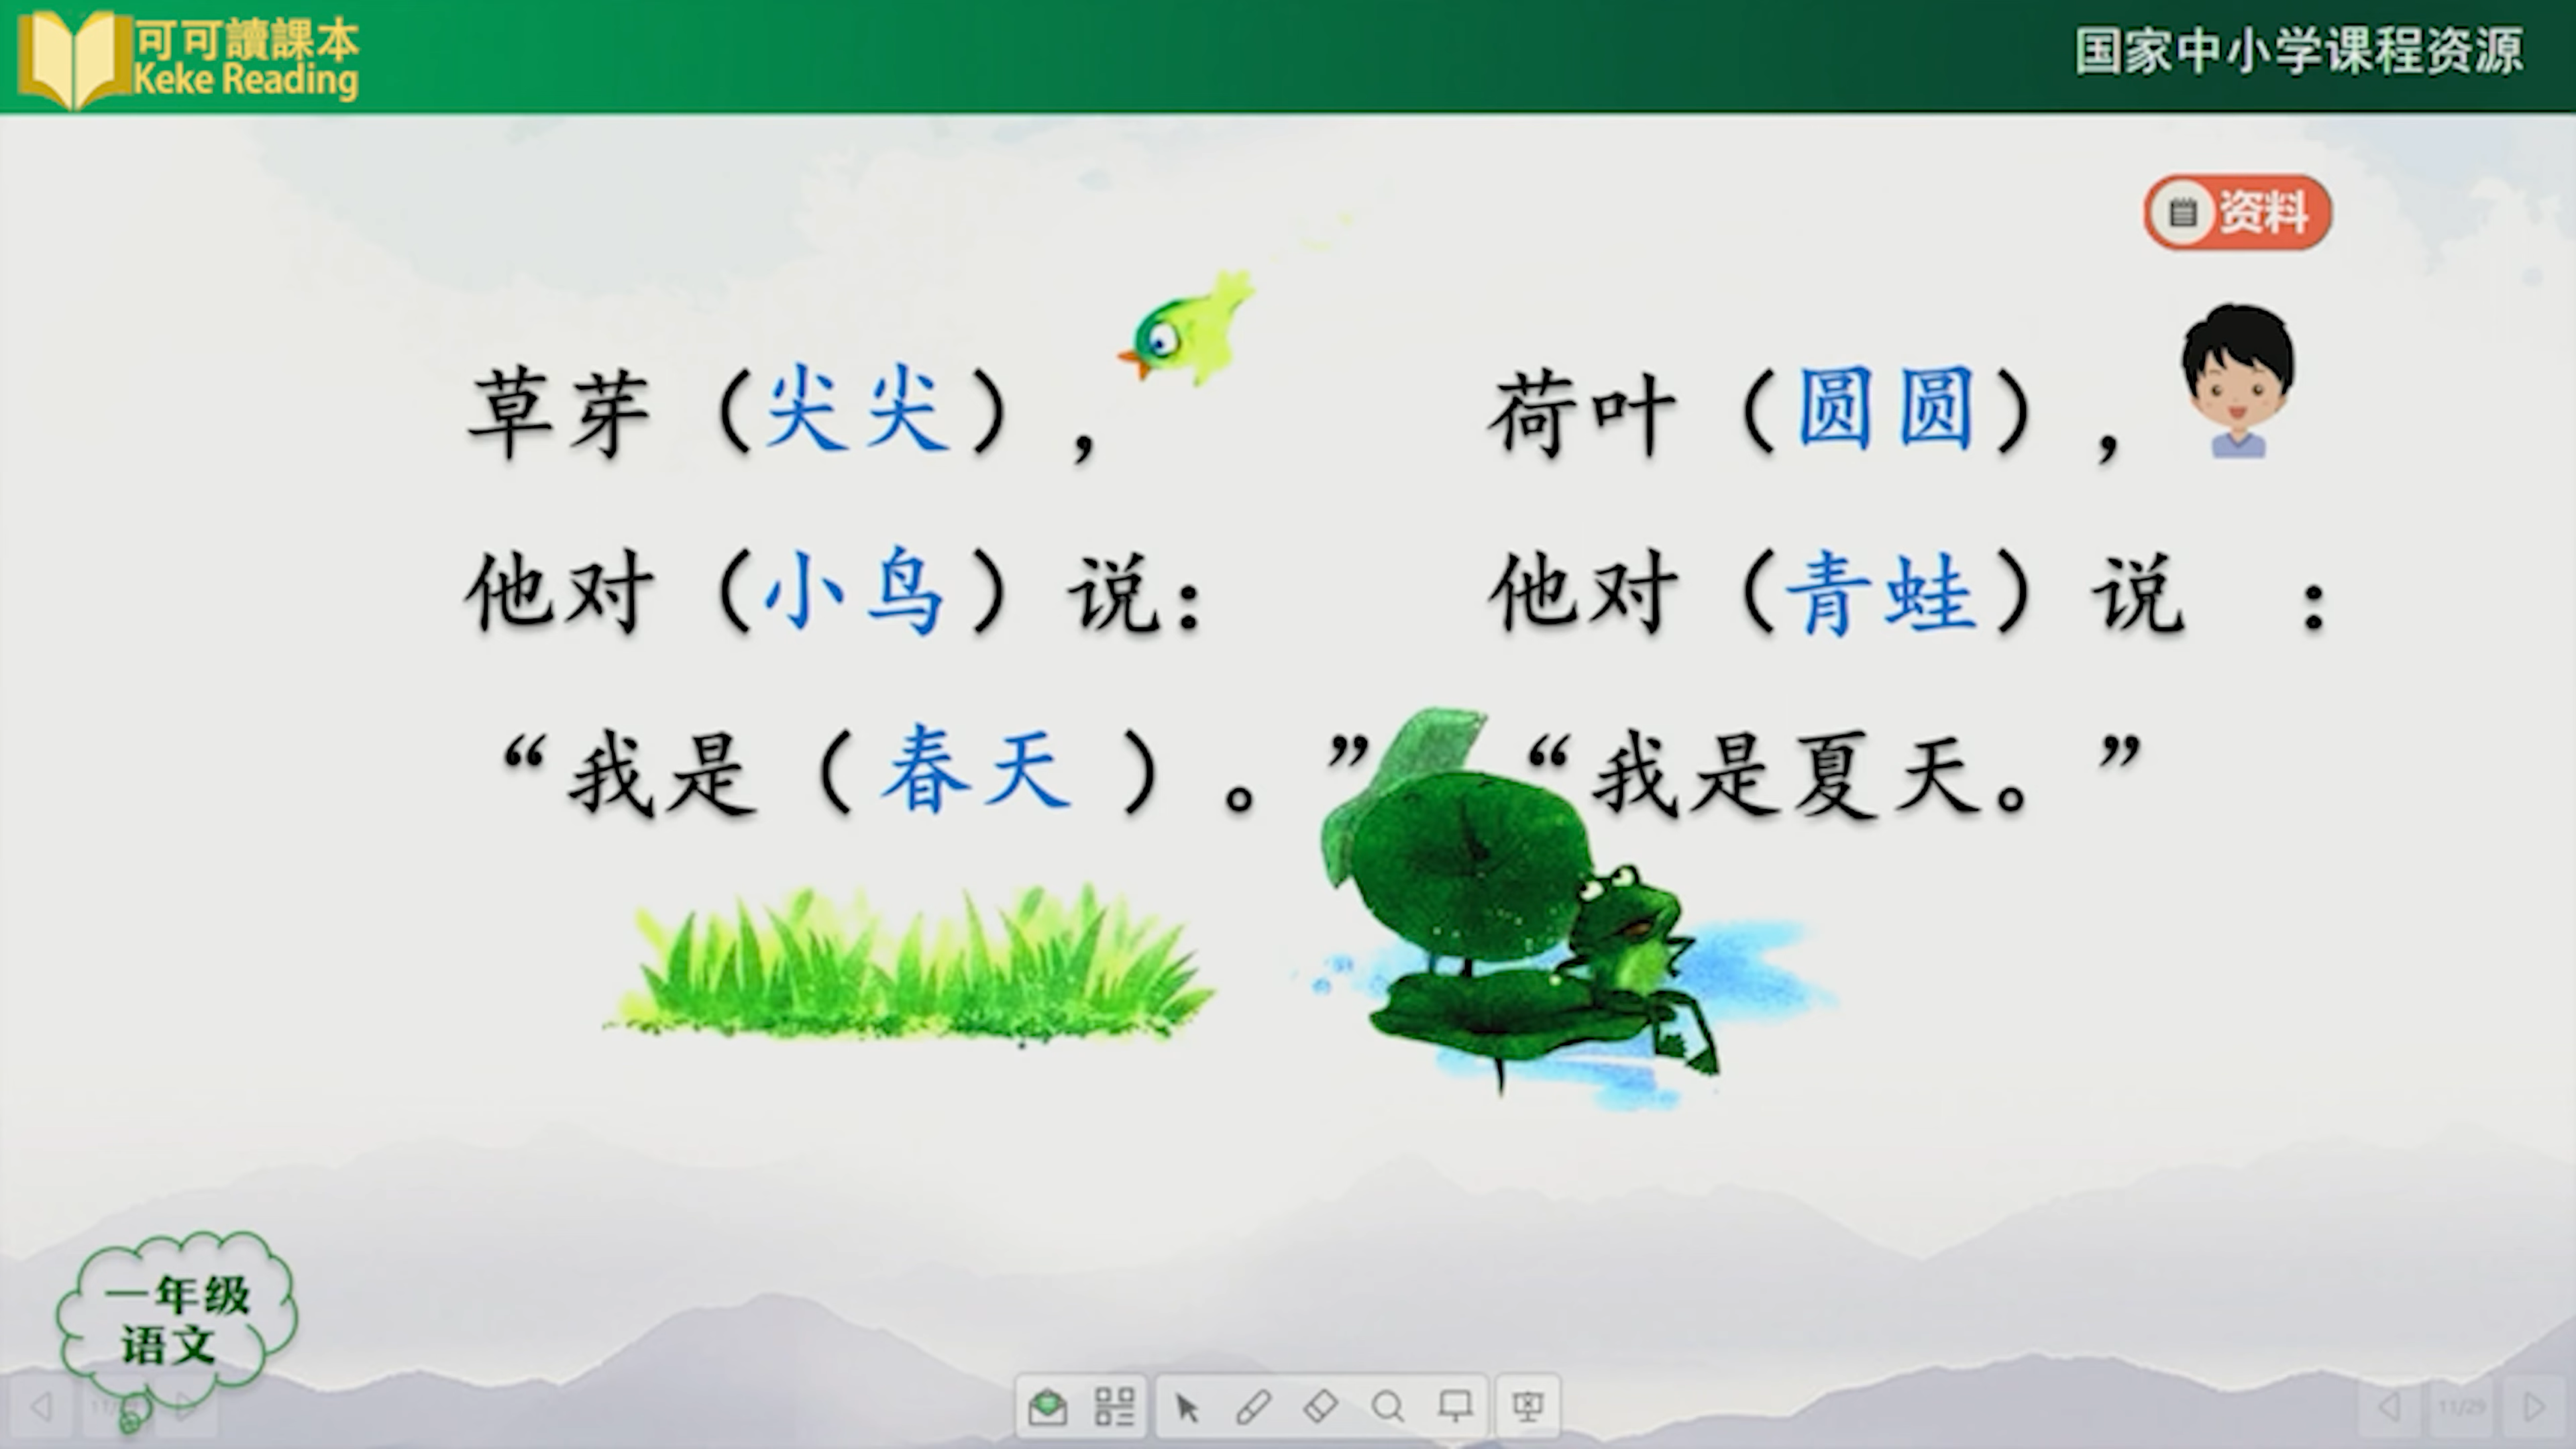 可可讀課本
Keke Reading
国家中小学课程资源
资料
草芽（尖尖），
他对（小鸟）说：
“我是（春天）。”
荷叶（圆圆），
他对（青蛙）说：
“我是夏天。”
一年级
语文
11/29